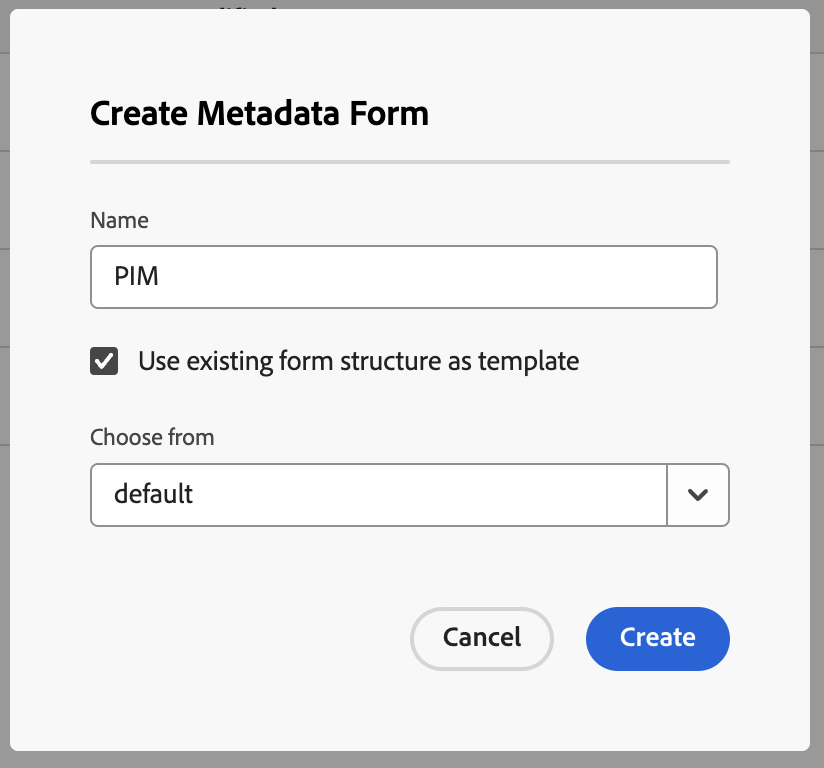 Create Metadata Form
Name
PIM
Use existing form structure as template
Choose from
default
Cancel
Create